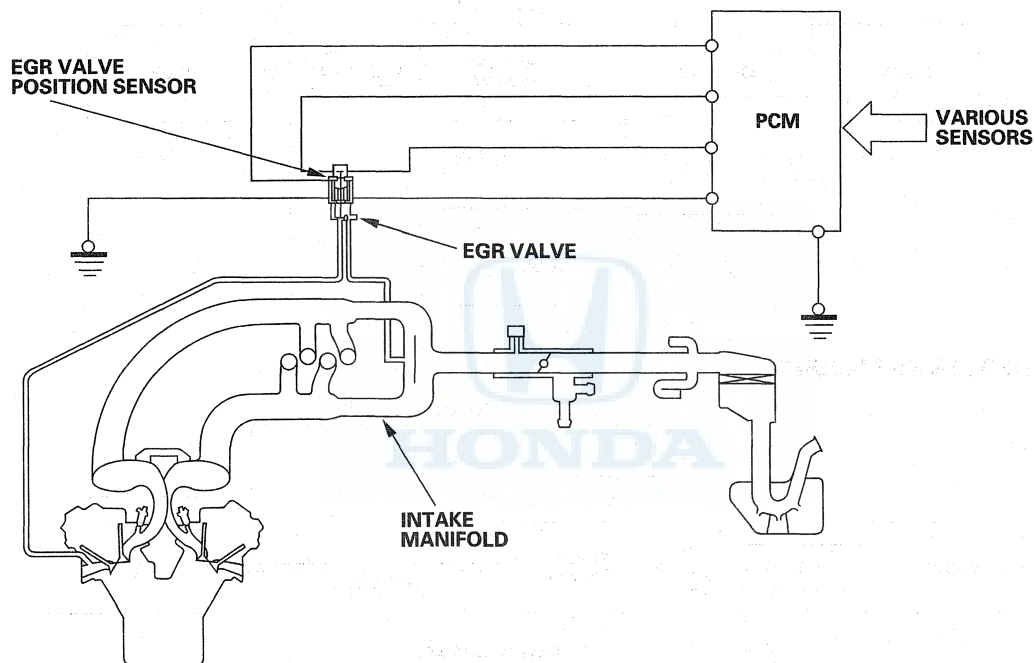 EGR VALVE
POSITION SENSOR
PCM
VARIOUS
SENSORS
EGR VALVE
HONDA
INTAKE
MANIFOLD